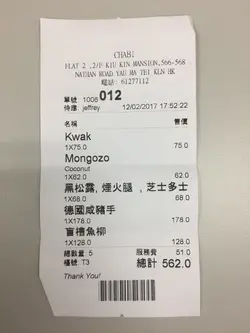 CHABI
FLAT 2 ,2/F KIU KIN MANSION,566-568
NATHAN ROAD YAU MA TEI KLN HK
電話: 61277112
單號 1006 012
侍應 jeffrey 12/02/2017 17:52:22
名稱 售價
Kwak
1X75.0 75.0
Mongozo
Coconut
1X62.0 62.0
黑松露, 煙火腿 , 芝士多士
1X68.0 68.0
德國咸豬手
1X178.0 178.0
盲禮魚柳
1X128.0 128.0
總數量: 5 服務費 51.0
檯號: T3 總計 562.0
Thank You!